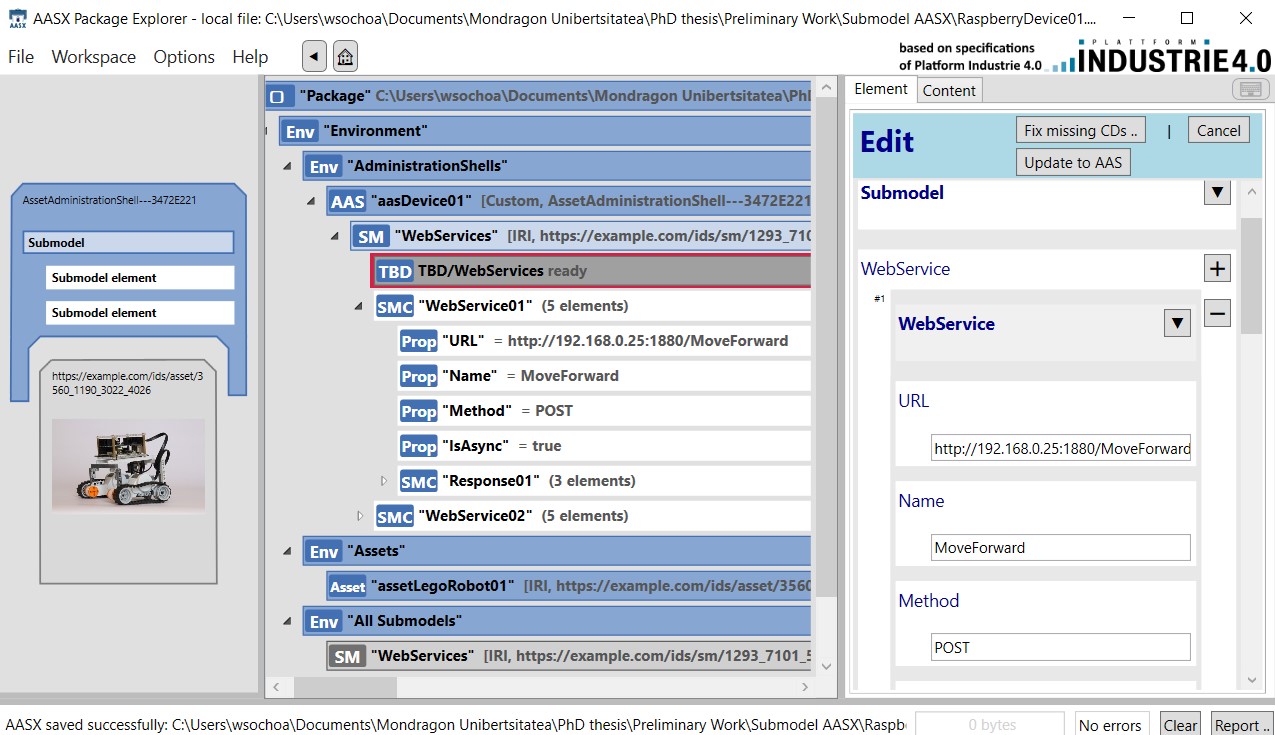 AASX Package Explorer - local file: C:\Users\wsochoa\Documents\Mondragon Unibertsitatea\PhD thesis\Preliminary Work\Submodel AASX\RaspberryDevice01....
File Workspace Options Help
based on specifications
of Platform Industrie 4.0
PLATTFORM
INDUSTRIE4.0
AssetAdministrationShell---3472E221
Submodel
Submodel element
Submodel element
https://example.com/ids/asset/3
560_1190_3022_4026
"Package" C:\Users\wsochoa\Documents\Mondragon Unibertsitatea\Ph
Env "Environment"
Env "AdministrationShells"
AAS "aasDevice01" [Custom, AssetAdministrationShell---3472E221
SM "WebServices" [IRI, https://example.com/ids/sm/1293_710
TBD TBD/WebServices ready
SMC "WebService01" (5 elements)
Prop "URL" = http://192.168.0.25:1880/MoveForward
Prop "Name" = MoveForward
Prop "Method" = POST
Prop "IsAsync" = true
SMC "Response01" (3 elements)
SMC "WebService02" (5 elements)
Env "Assets"
Asset "assetLegoRobot01" [IRI, https://example.com/ids/asset/3560
Env "All Submodels"
SM "WebServices" [IRI, https://example.com/ids/sm/1293_7101_5
Element Content
Edit
Fix missing CDs .. | Cancel
Update to AAS
Submodel
WebService
#1
WebService
URL
http://192.168.0.25:1880/MoveForward
Name
MoveForward
Method
POST
AASX saved successfully: C:\Users\wsochoa\Documents\Mondragon Unibertsitatea\PhD thesis\Preliminary Work\Submodel AASX\Raspb
0 bytes
No errors
Clear
Report ..